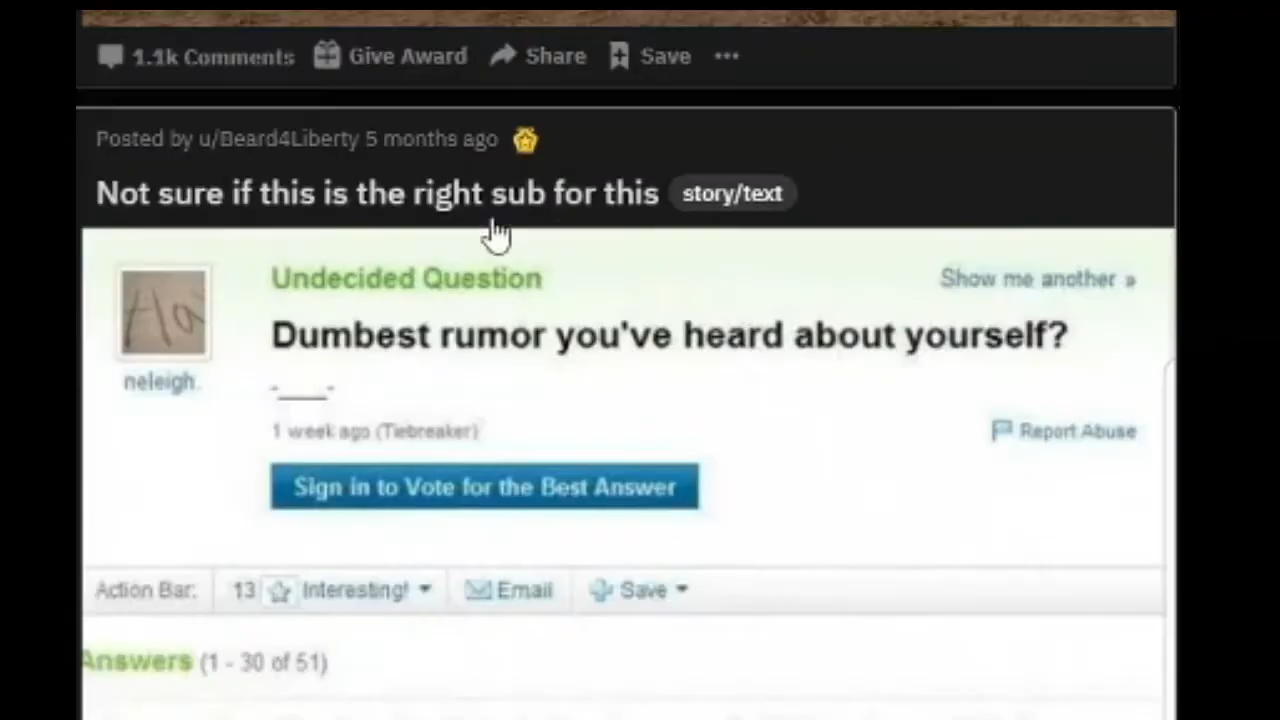 1.1k Comments Give Award Share Save ...
Posted by u/Beard4Liberty 5 months ago
Not sure if this is the right sub for this story/text
Undecided Question Show me another »
Dumbest rumor you've heard about yourself?
neleigh.
-____-
1 week ago (Tiebreaker) Report Abuse
Sign in to Vote for the Best Answer
Action Bar: 13 Interesting! Email Save
Answers (1 - 30 of 51)